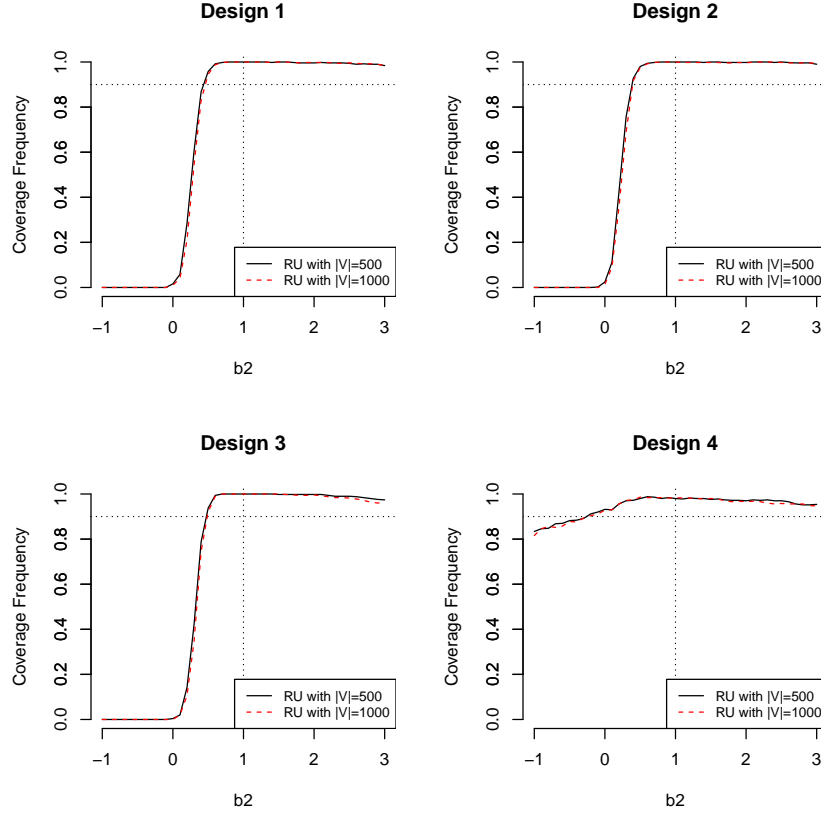 Design 1
Coverage Frequency
0.0 0.2 0.4 0.6 0.8 1.0
RU with |V|=500
RU with |V|=1000
−1 0 1 2 3
b2
Design 2
Coverage Frequency
0.0 0.2 0.4 0.6 0.8 1.0
RU with |V|=500
RU with |V|=1000
−1 0 1 2 3
b2
Design 3
Coverage Frequency
0.0 0.2 0.4 0.6 0.8 1.0
RU with |V|=500
RU with |V|=1000
−1 0 1 2 3
b2
Design 4
Coverage Frequency
0.0 0.2 0.4 0.6 0.8 1.0
RU with |V|=500
RU with |V|=1000
−1 0 1 2 3
b2